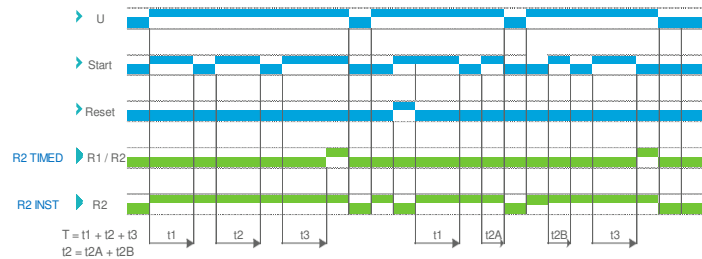 U
Start
Reset
R2 TIMED R1 / R2
R2 INST R2
T = t1 + t2 + t3
t2 = t2A + t2B
t1 t2 t3 t1 t2A t2B t3